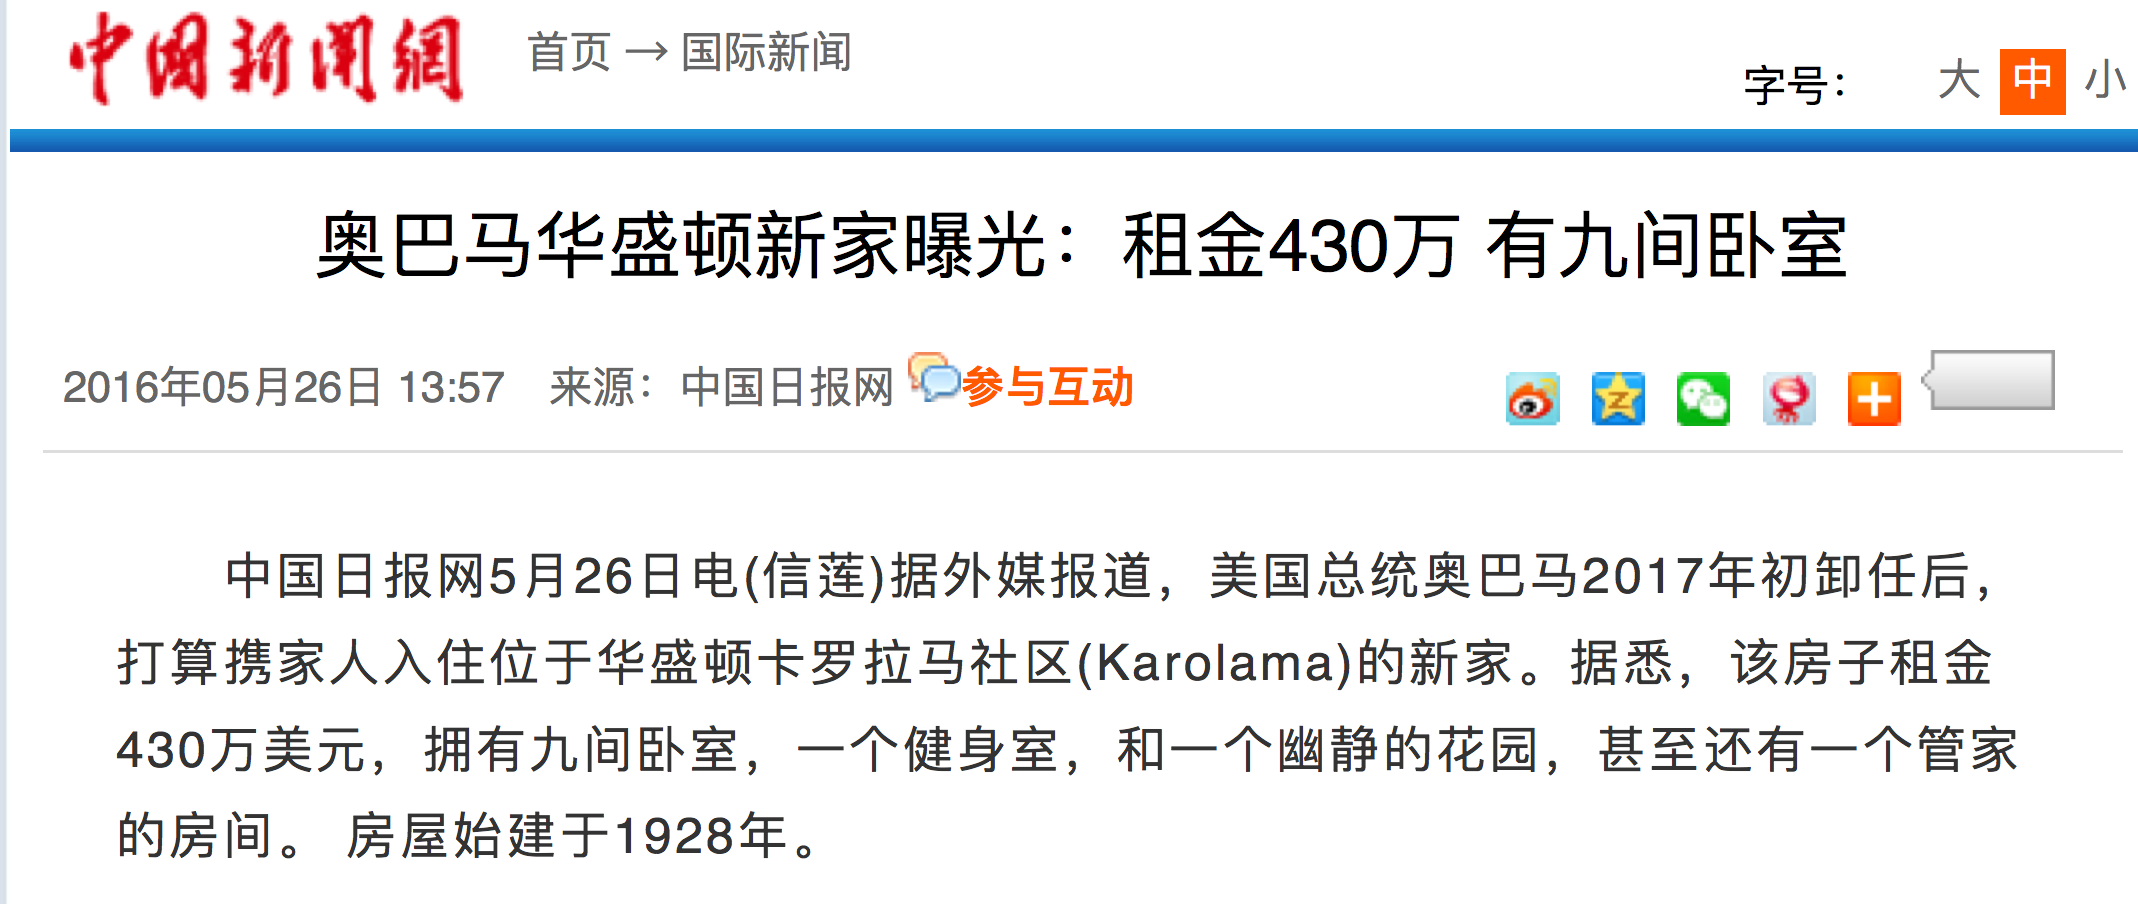 中国新闻網
首页 → 国际新闻
字号： 大 中 小
奥巴马华盛顿新家曝光：租金430万 有九间卧室
2016年05月26日 13:57 来源：中国日报网 参与互动
中国日报网5月26日电(信莲)据外媒报道，美国总统奥巴马2017年初卸任后，
打算携家人入住位于华盛顿卡罗拉马社区(Karolama)的新家。据悉，该房子租金
430万美元，拥有九间卧室，一个健身室，和一个幽静的花园，甚至还有一个管家
的房间。 房屋始建于1928年。